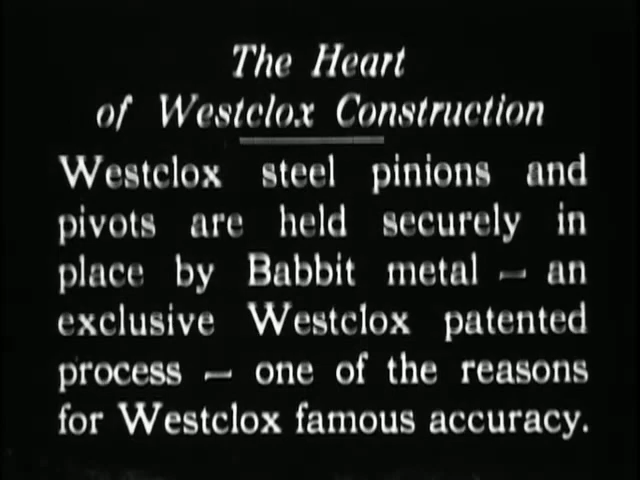 The Heart
of Westclox Construction
Westclox steel pinions and
pivots are held securely in
place by Babbit metal — an
exclusive Westclox patented
process — one of the reasons
for Westclox famous accuracy.